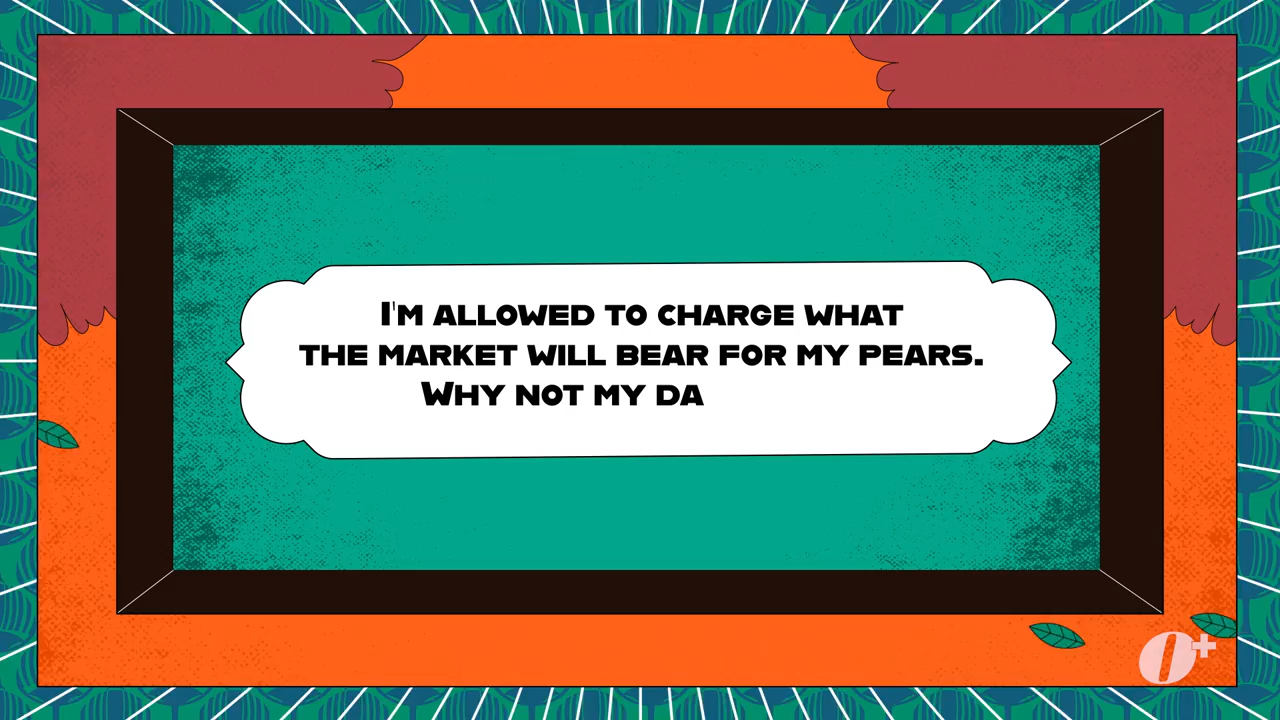 I'M ALLOWED TO CHARGE WHAT
THE MARKET WILL BEAR FOR MY PEARS.
WHY NOT MY DA
O+